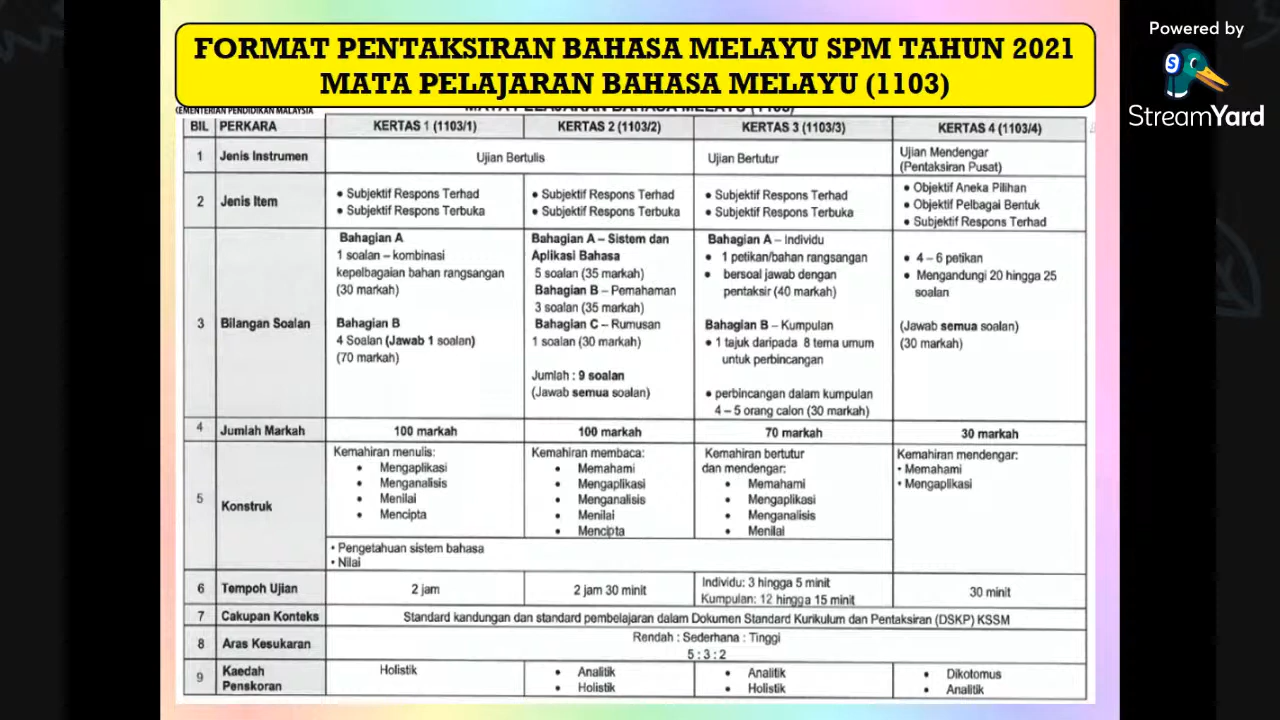 Powered by
StreamYard
FORMAT PENTAKSIRAN BAHASA MELAYU SPM TAHUN 2021
MATA PELAJARAN BAHASA MELAYU (1103)
KEMENTERIAN PENDIDIKAN MALAYSIA
MATA PELAJARAN BAHASA MELAYU (1103)
BIL PERKARA KERTAS 1 (1103/1) KERTAS 2 (1103/2) KERTAS 3 (1103/3) KERTAS 4 (1103/4)
1 Jenis Instrumen
Ujian Bertulis
Ujian Bertutur
Ujian Mendengar
(Pentaksiran Pusat)
2 Jenis Item
• Subjektif Respons Terhad
• Subjektif Respons Terbuka
• Subjektif Respons Terhad
• Subjektif Respons Terbuka
• Subjektif Respons Terhad
• Subjektif Respons Terbuka
• Objektif Aneka Pilihan
• Objektif Pelbagai Bentuk
• Subjektif Respons Terhad
3 Bilangan Soalan
Bahagian A
1 soalan – kombinasi
kepelbagaian bahan rangsangan
(30 markah)
Bahagian B
4 Soalan (Jawab 1 soalan)
(70 markah)
Bahagian A – Sistem dan
Aplikasi Bahasa
5 soalan (35 markah)
Bahagian B – Pemahaman
3 soalan (35 markah)
Bahagian C – Rumusan
1 soalan (30 markah)
Jumlah : 9 soalan
(Jawab semua soalan)
Bahagian A – Individu
• 1 petikan/bahan rangsangan
• bersoal jawab dengan
pentaksir (40 markah)
Bahagian B – Kumpulan
• 1 tajuk daripada 8 tema umum
untuk perbincangan
• perbincangan dalam kumpulan
4 – 5 orang calon (30 markah)
• 4 – 6 petikan
• Mengandungi 20 hingga 25
soalan
(Jawab semua soalan)
(30 markah)
4 Jumlah Markah 100 markah 100 markah 70 markah 30 markah
5 Konstruk
Kemahiran menulis:
• Mengaplikasi
• Menganalisis
• Menilai
• Mencipta
Kemahiran membaca:
• Memahami
• Mengaplikasi
• Menganalisis
• Menilai
• Mencipta
Kemahiran bertutur
dan mendengar:
• Memahami
• Mengaplikasi
• Menganalisis
• Menilai
Kemahiran mendengar:
• Memahami
• Mengaplikasi
• Pengetahuan sistem bahasa
• Nilai
6 Tempoh Ujian
2 jam
2 jam 30 minit
Individu: 3 hingga 5 minit
Kumpulan: 12 hingga 15 minit
30 minit
7 Cakupan Konteks
Standard kandungan dan standard pembelajaran dalam Dokumen Standard Kurikulum dan Pentaksiran (DSKP) KSSM
8 Aras Kesukaran
Rendah : Sederhana : Tinggi
5 : 3 : 2
9 Kaedah
Penskoran
Holistik
• Analitik
• Holistik
• Analitik
• Holistik
• Dikotomus
• Analitik